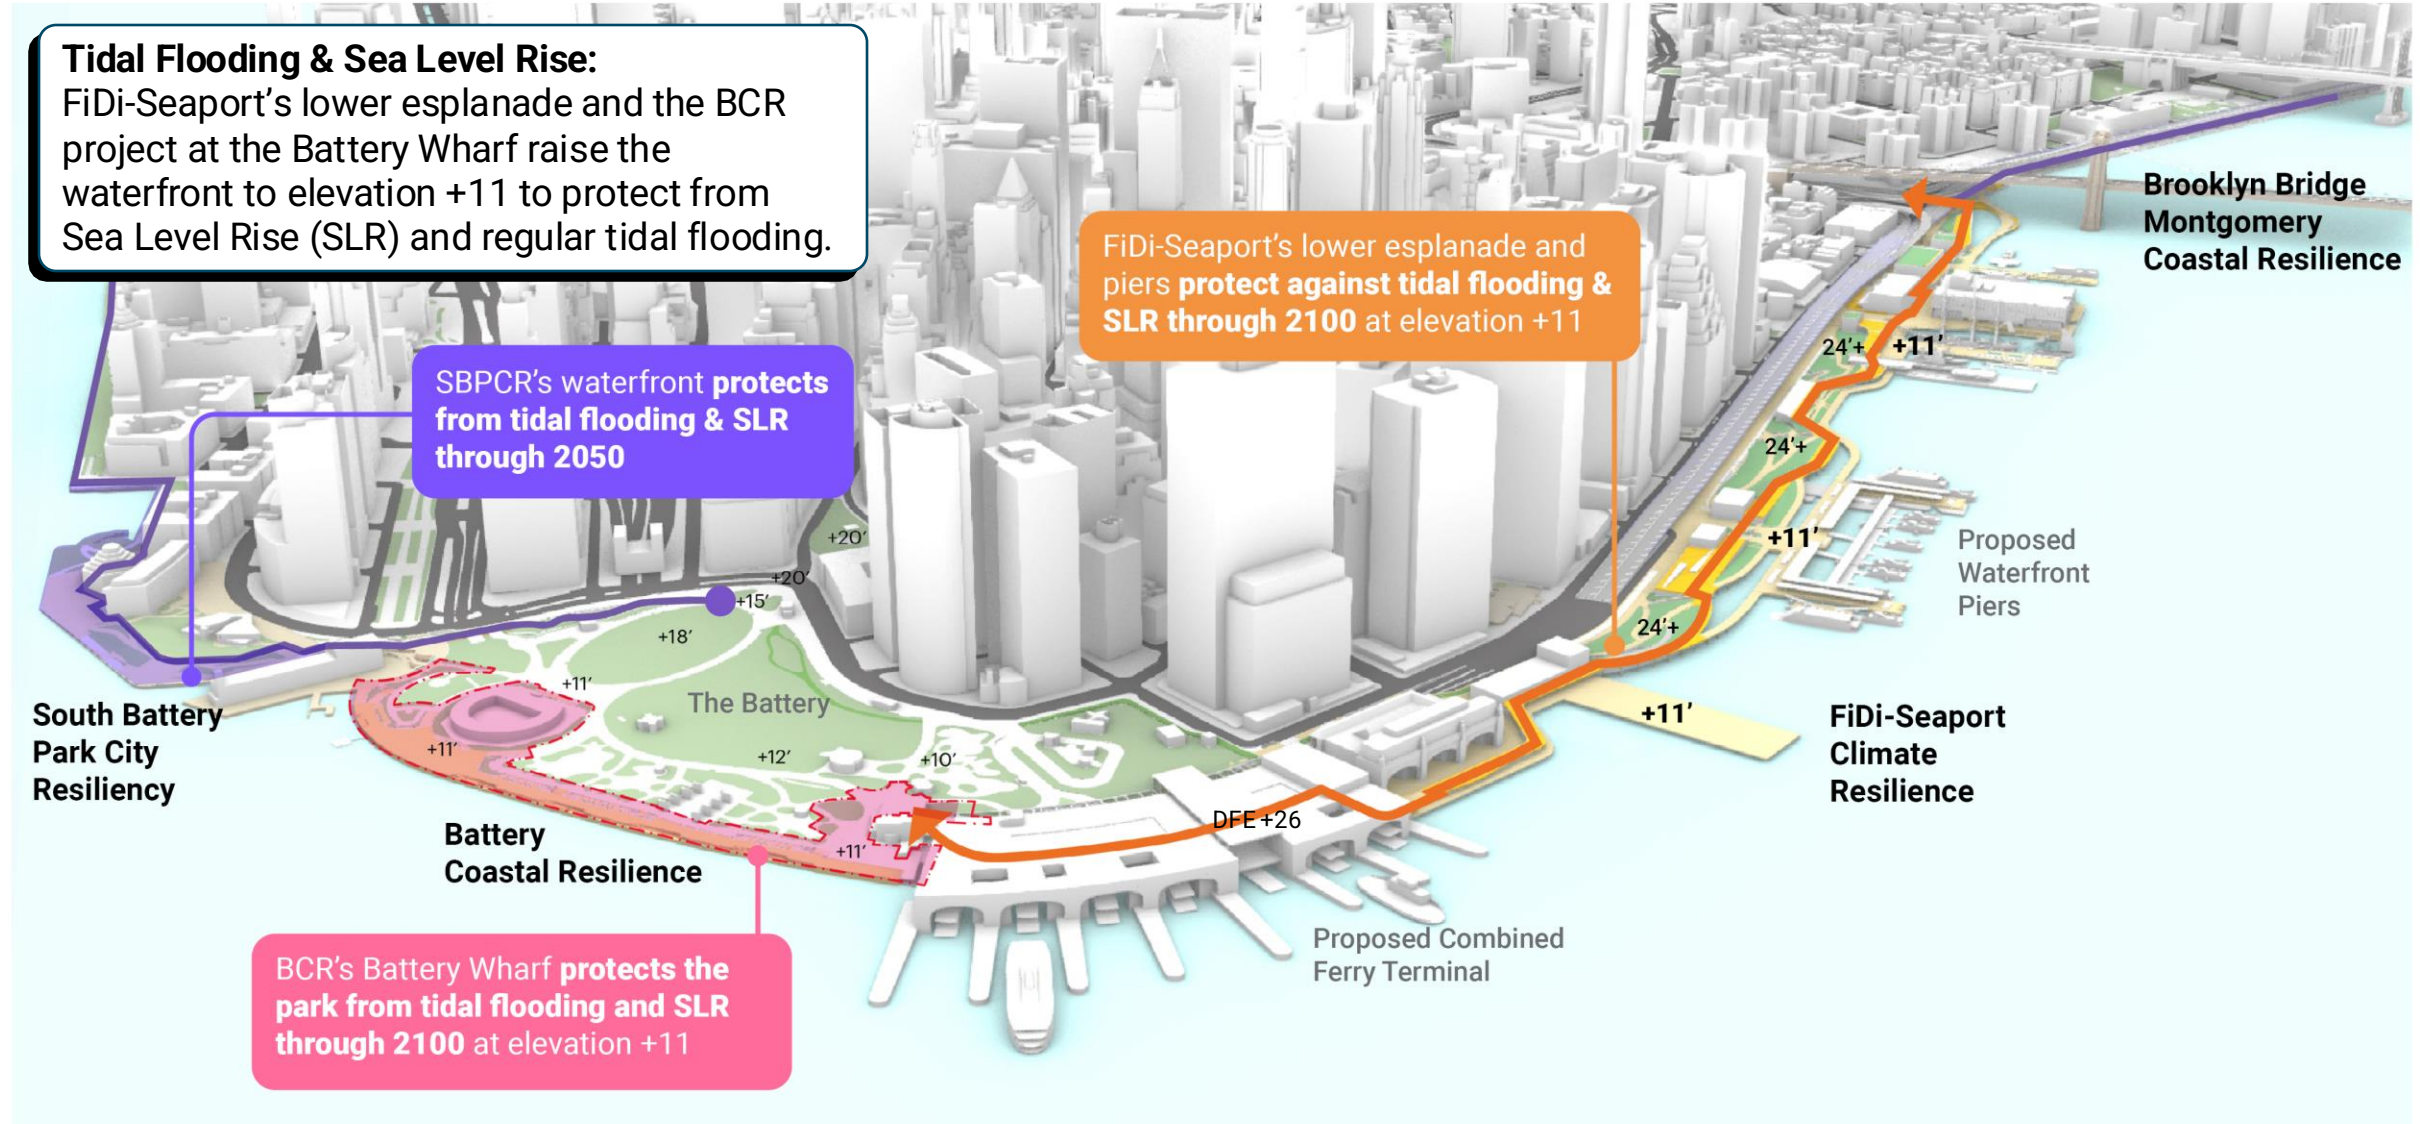 Tidal Flooding & Sea Level Rise:
FiDi-Seaport's lower esplanade and the BCR
project at the Battery Wharf raise the
waterfront to elevation +11 to protect from
Sea Level Rise (SLR) and regular tidal flooding.
Brooklyn Bridge
Montgomery
Coastal Resilience
FiDi-Seaport's lower esplanade and
piers protect against tidal flooding &
SLR through 2100 at elevation +11
24'+
+11'
SBPCR's waterfront protects
from tidal flooding & SLR
through 2050
24'+
+20'
+11'
Proposed
Waterfront
Piers
+20'
+15'
+18'
24'+
+11'
The Battery
South Battery
Park City
Resiliency
+11'
FiDi-Seaport
Climate
Resilience
+11'
+12'
+10'
DFE +26
Battery
Coastal Resilience
+11'
Proposed Combined
Ferry Terminal
BCR's Battery Wharf protects the
park from tidal flooding and SLR
through 2100 at elevation +11